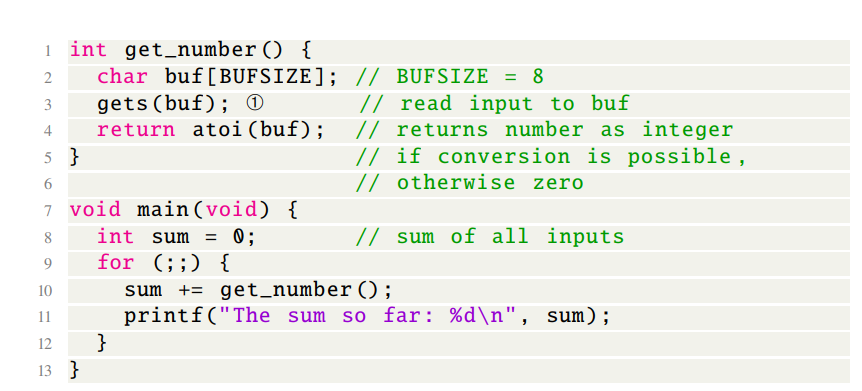 1 int get_number() {
2   char buf[BUFSIZE]; // BUFSIZE = 8
3   gets(buf); ①       // read input to buf
4   return atoi(buf);  // returns number as integer
5 }                    // if conversion is possible,
6                      // otherwise zero
7 void main(void) {
8   int sum = 0;       // sum of all inputs
9   for (;;) {
10     sum += get_number();
11     printf("The sum so far: %d\n", sum);
12   }
13 }